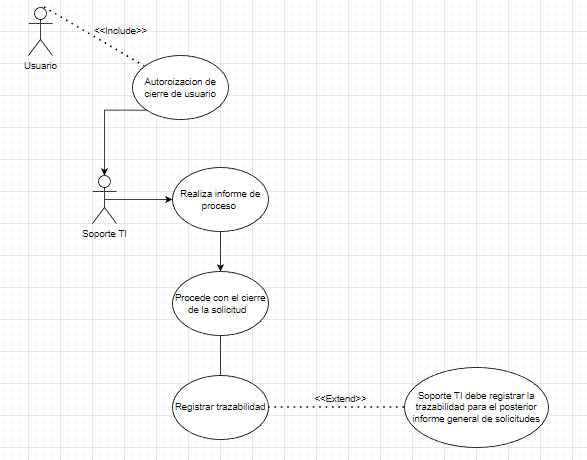 <<Include>>
Usuario
Autoroizacion de
cierre de usuario
Realiza informe de
proceso
Soporte TI
Procede con el cierre
de la solicitud
Registrar trazabilidad
<<Extend>>
Soporte TI debe registrar la
trazabilidad para el posterior
informe general de solicitudes